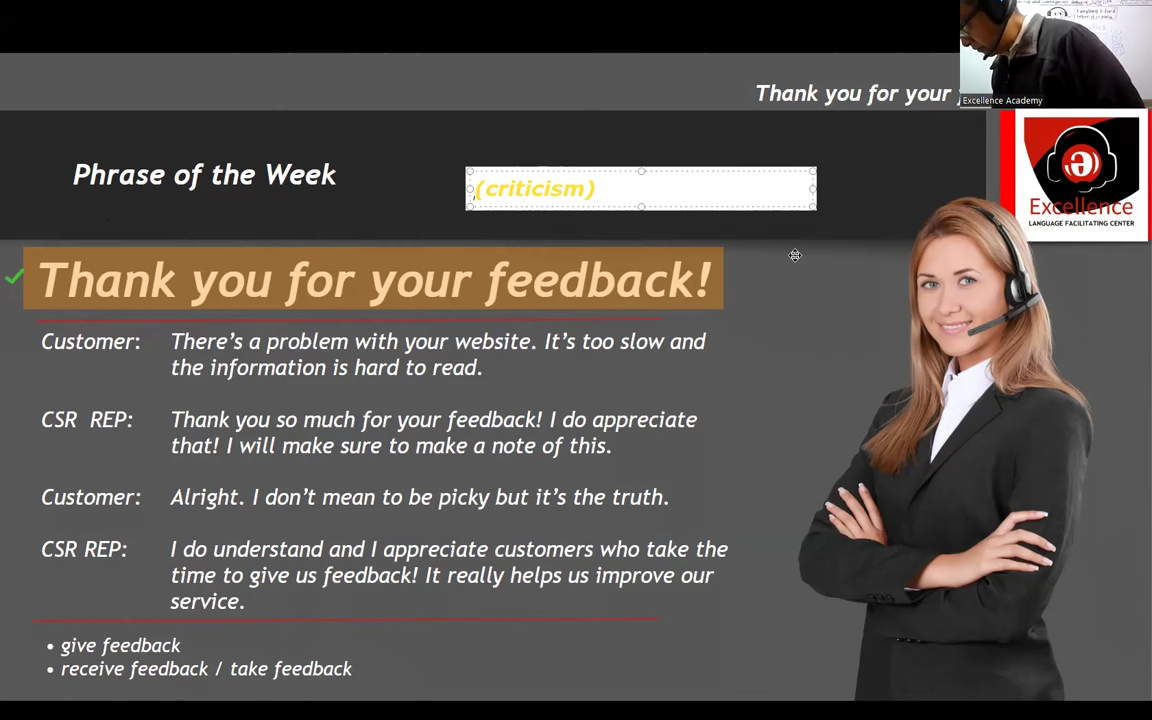 Thank you for your
Excellence Academy
Phrase of the Week
(criticism)
Excellence
LANGUAGE FACILITATING CENTER
Thank you for your feedback!
Customer: There's a problem with your website. It's too slow and
the information is hard to read.
CSR REP: Thank you so much for your feedback! I do appreciate
that! I will make sure to make a note of this.
Customer: Alright. I don't mean to be picky but it's the truth.
CSR REP: I do understand and I appreciate customers who take the
time to give us feedback! It really helps us improve our
service.
• give feedback
• receive feedback / take feedback